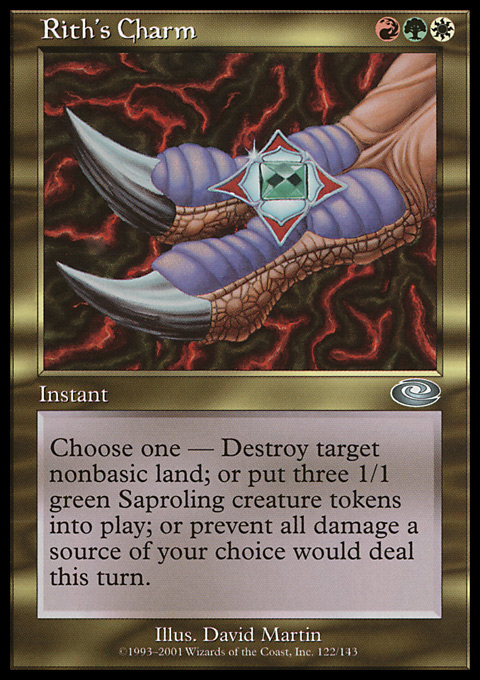 Rith's Charm
Instant
Choose one — Destroy target
nonbasic land; or put three 1/1
green Saproling creature tokens
into play; or prevent all damage a
source of your choice would deal
this turn.
Illus. David Martin
©1993–2001 Wizards of the Coast, Inc. 122/143